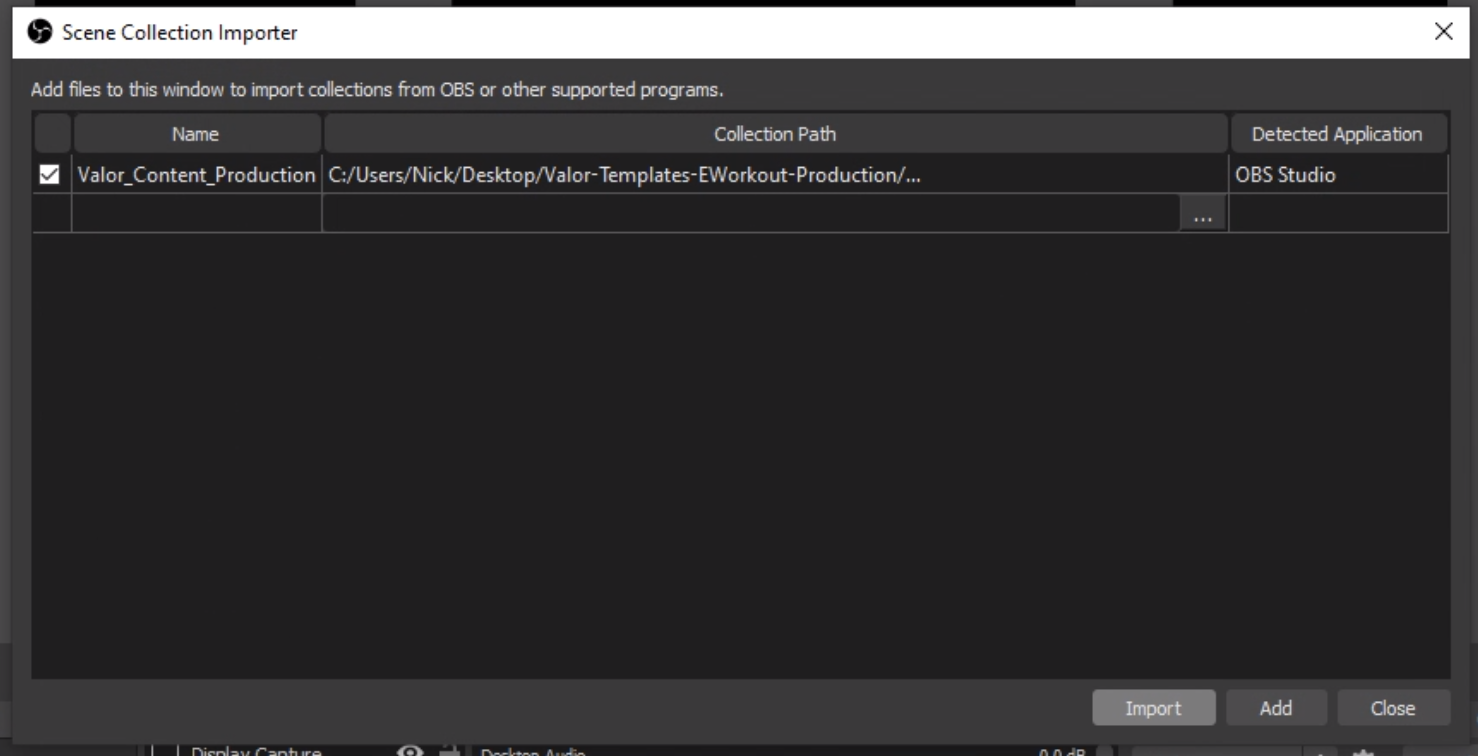 Scene Collection Importer
Add files to this window to import collections from OBS or other supported programs.
Name Collection Path Detected Application
Valor_Content_Production C:/Users/Nick/Desktop/Valor-Templates-EWorkout-Production/... OBS Studio
...
Import Add Close
Display Capture Desktop Audio 0.0 dB